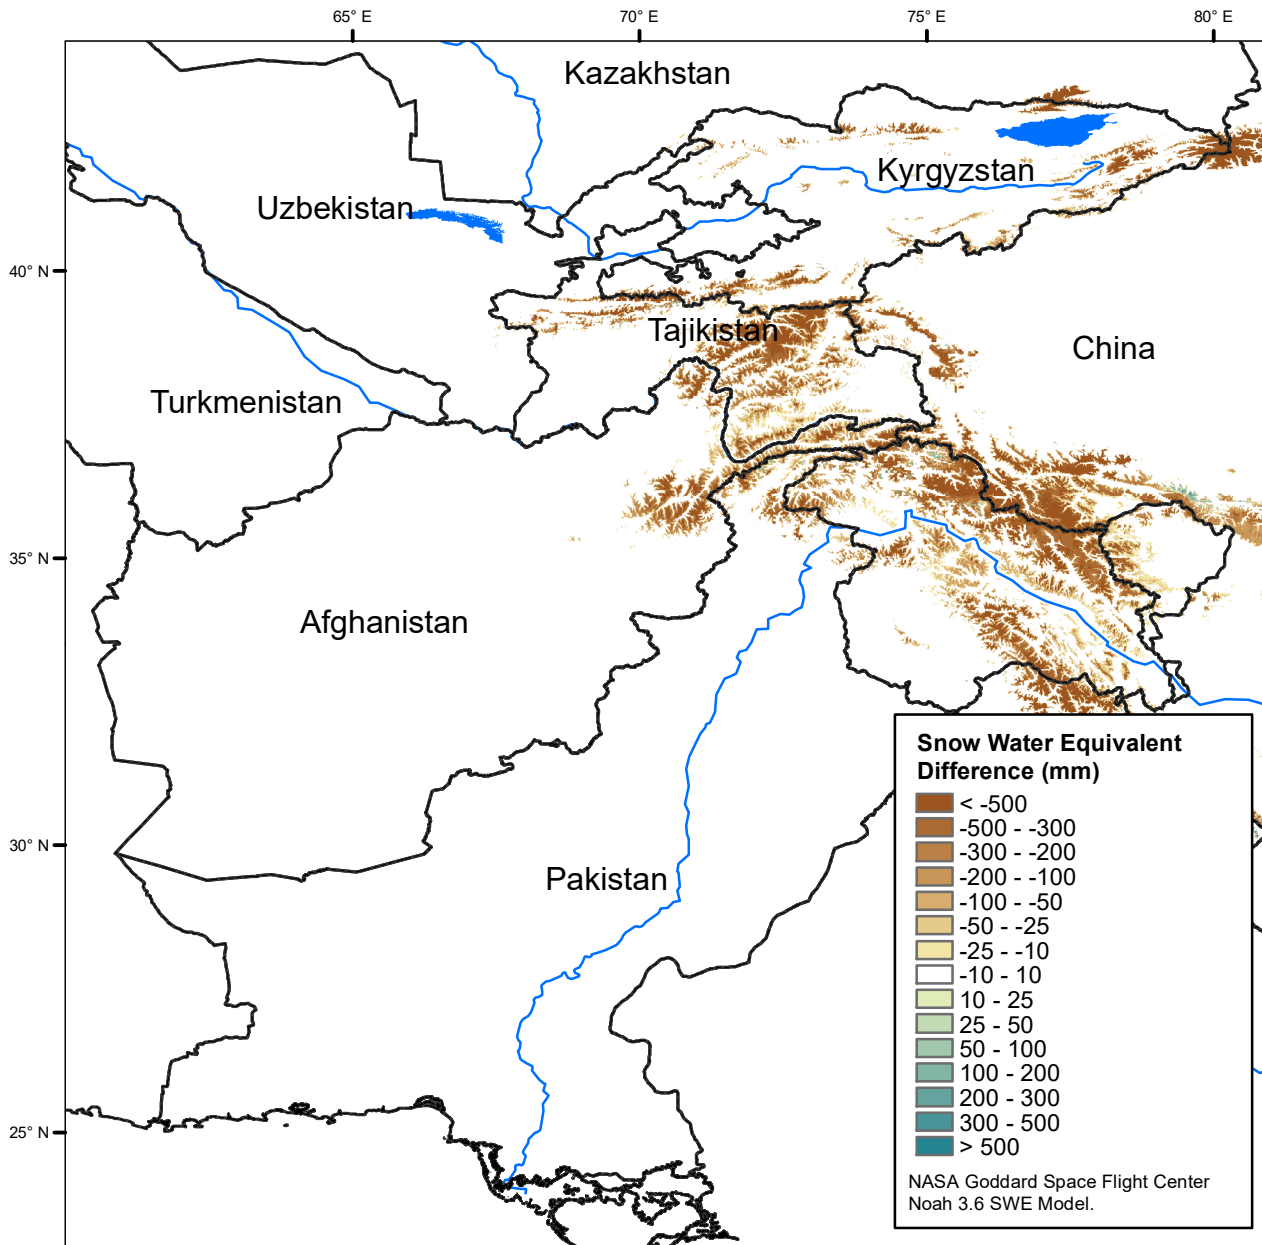 65° E
70° E
75° E
80° E
Kazakhstan
Kyrgyzstan
Uzbekistan
40° N
Tajikistan
China
Turkmenistan
35° N
Afghanistan
30° N
Pakistan
25° N
Snow Water Equivalent
Difference (mm)
< -500
-500 - -300
-300 - -200
-200 - -100
-100 - -50
-50 - -25
-25 - -10
-10 - 10
10 - 25
25 - 50
50 - 100
100 - 200
200 - 300
300 - 500
> 500
NASA Goddard Space Flight Center
Noah 3.6 SWE Model.